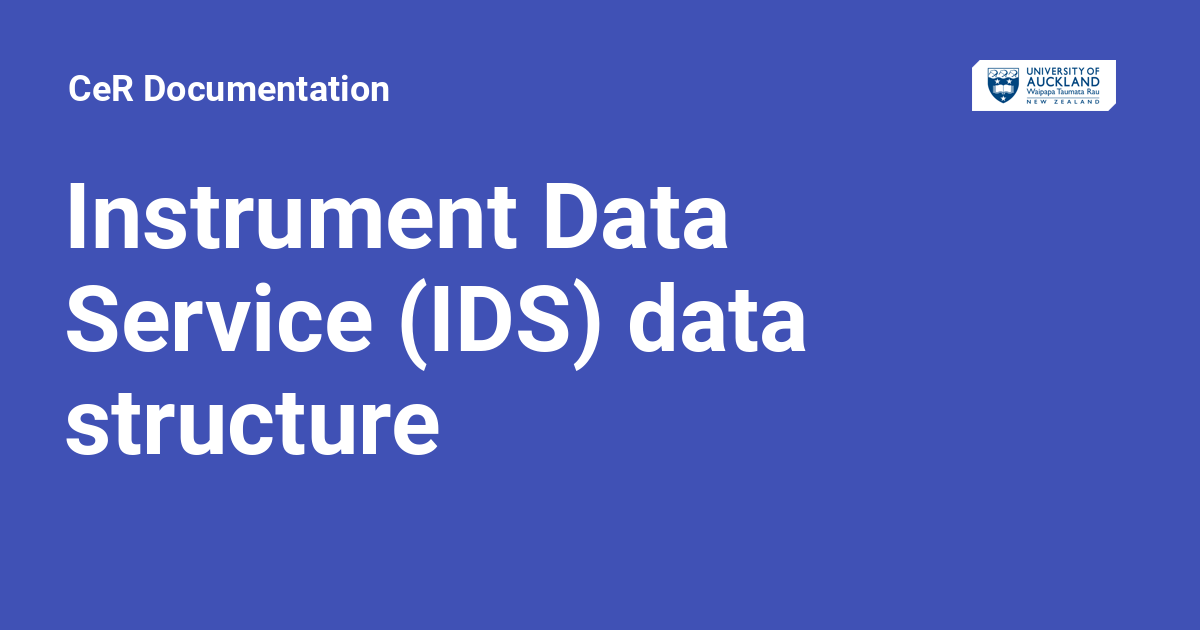 CeR Documentation
UNIVERSITY OF
AUCKLAND
Waipapa Taumata Rau
NEW ZEALAND
Instrument Data
Service (IDS) data
structure